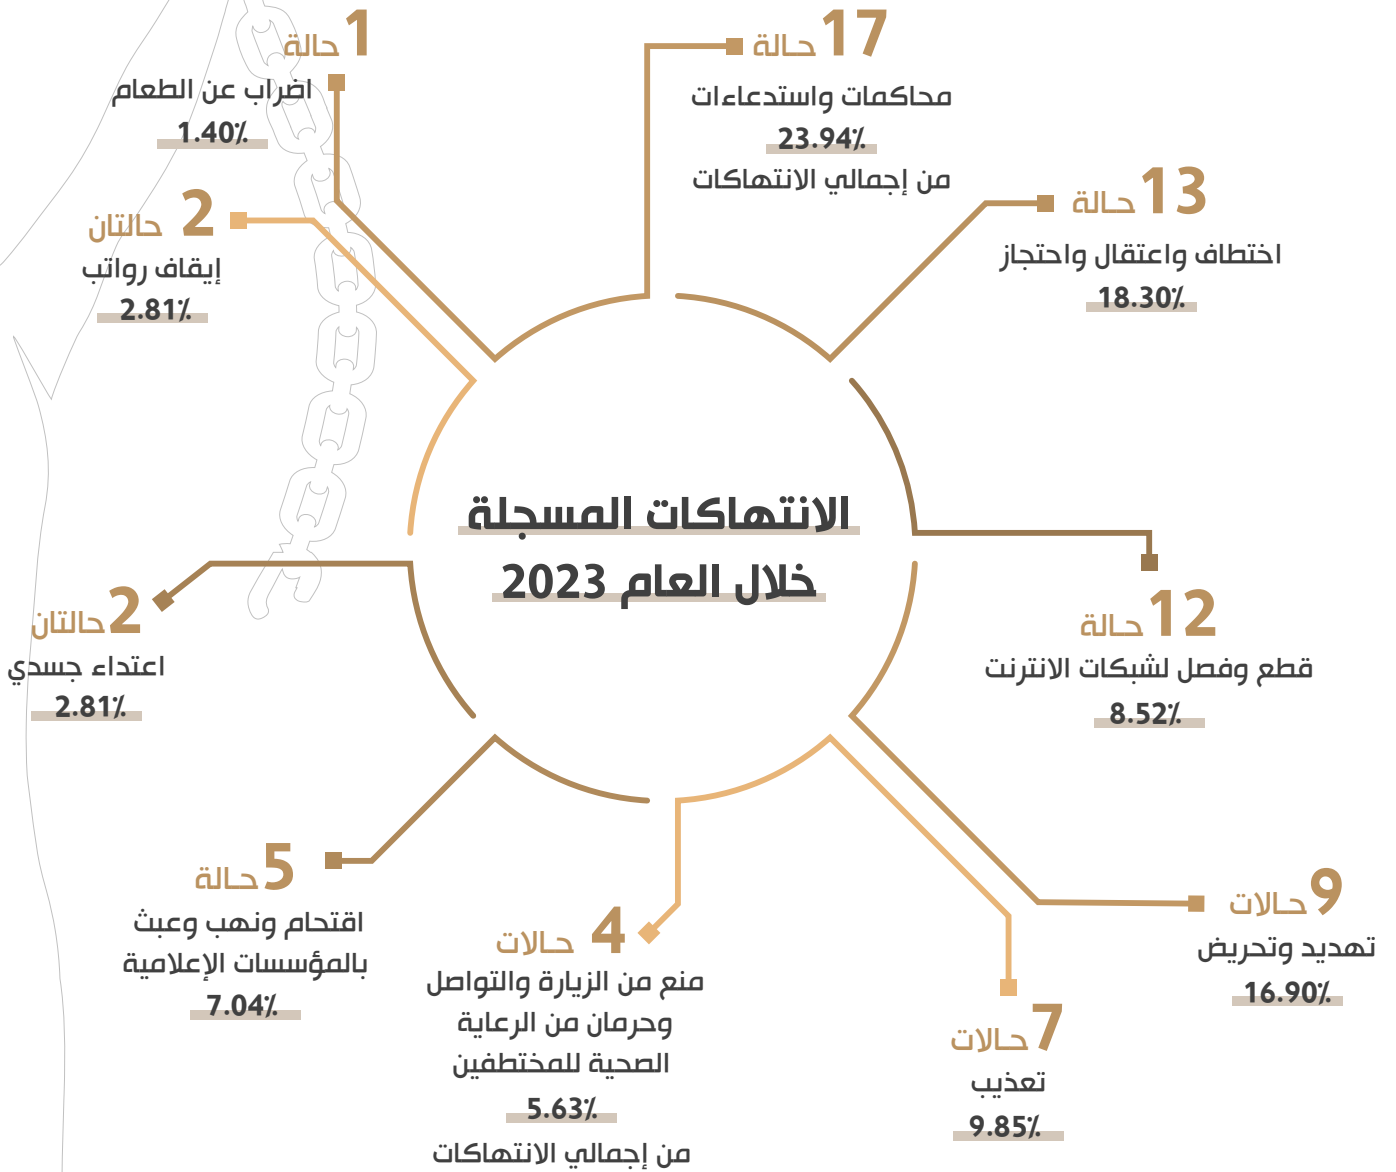 الانتهاكات المسجلة
خلال العام 2023
17 حالة
محاكمات واستدعاءات
23.94%
من إجمالي الانتهاكات
13 حالة
اختطاف واعتقال واحتجاز
18.30%
12 حالة
قطع وفصل لشبكات الانترنت
8.52%
9 حالات
تهديد وتحريض
16.90%
7 حالات
تعذيب
9.85%
4 حالات
منع من الزيارة والتواصل
وحرمان من الرعاية
الصحية للمختطفين
5.63%
من إجمالي الانتهاكات
5 حالة
اقتحام ونهب وعبث
بالمؤسسات الإعلامية
7.04%
2 حالتان
اعتداء جسدي
2.81%
2 حالتان
إيقاف رواتب
2.81%
1 حالة
اضراب عن الطعام
1.40%